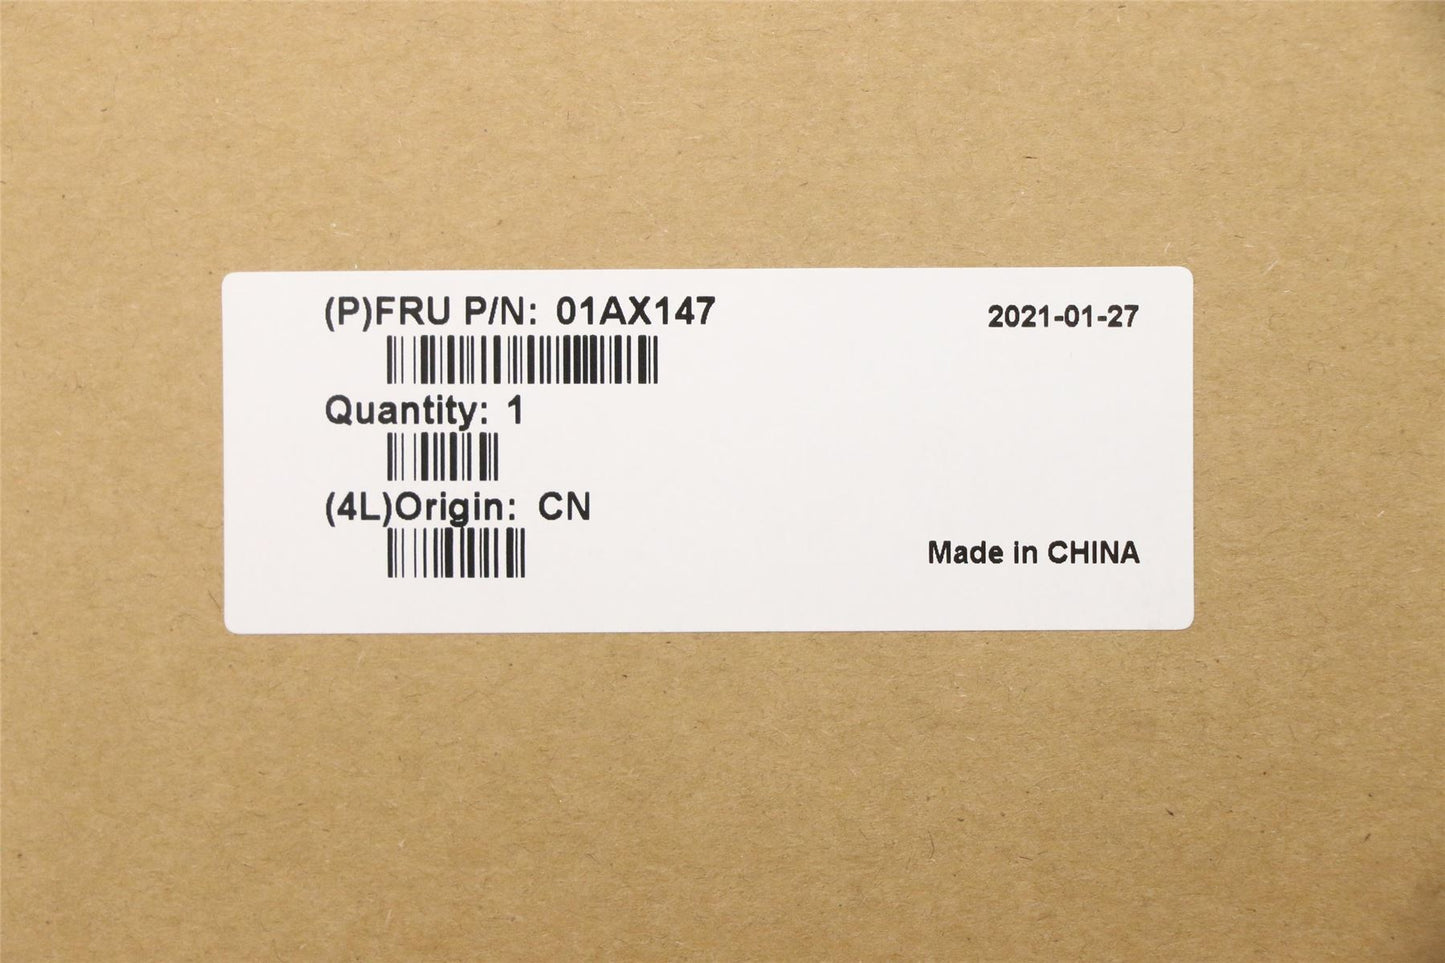 (P)FRU P/N: 01AX147
2021-01-27
Quantity: 1
(4L)Origin: CN
Made in CHINA